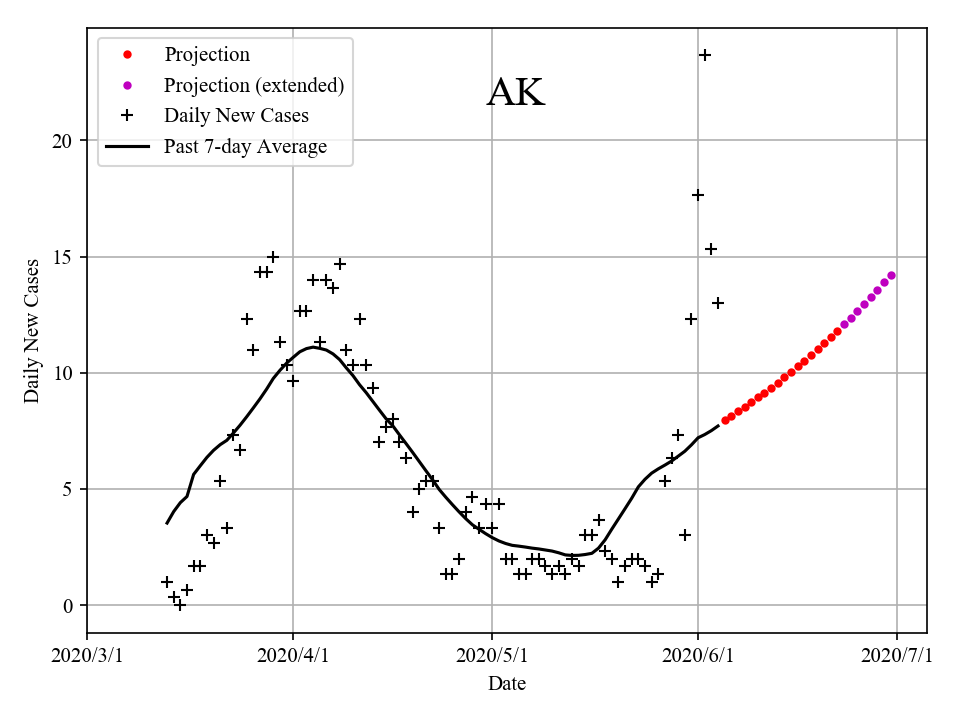 Projection
Projection (extended)
Daily New Cases
Past 7-day Average
AK
Daily New Cases
20
15
10
5
0
2020/3/1 2020/4/1 2020/5/1 2020/6/1 2020/7/1
Date